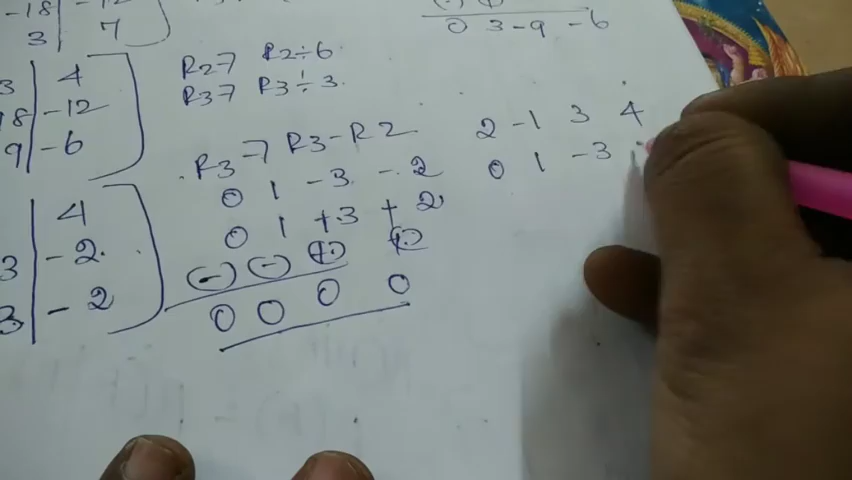 -18 | -12
3 | 7
0 3 -9 -6
3 | 4
18 | -12
9 | -6
R2→ R2÷6
R3→ R3÷3
R3→ R3-R2
0 1 -3 -2
0 1 +3 + 2
(-) (-) (+) (+)
0 0 0 0
4
3 | -2
3 | -2
2 -1 3 4
0 1 -3